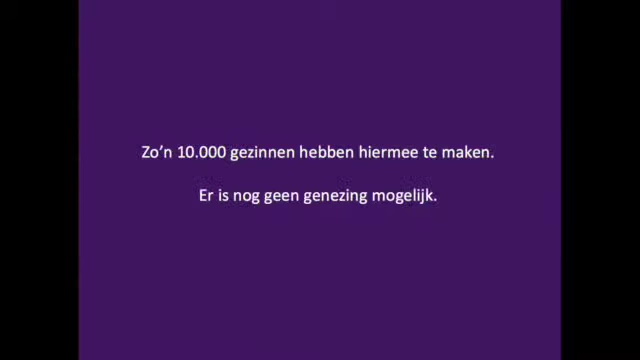 Zo’n 10.000 gezinnen hebben hiermee te maken.
Er is nog geen genezing mogelijk.